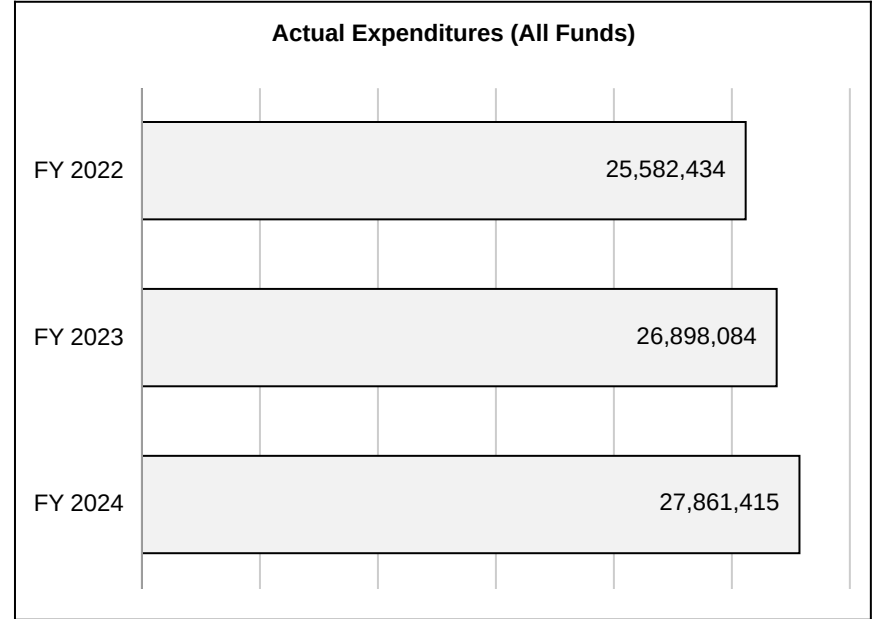 Actual Expenditures (All Funds)
FY 2022
25,582,434
FY 2023
26,898,084
FY 2024
27,861,415